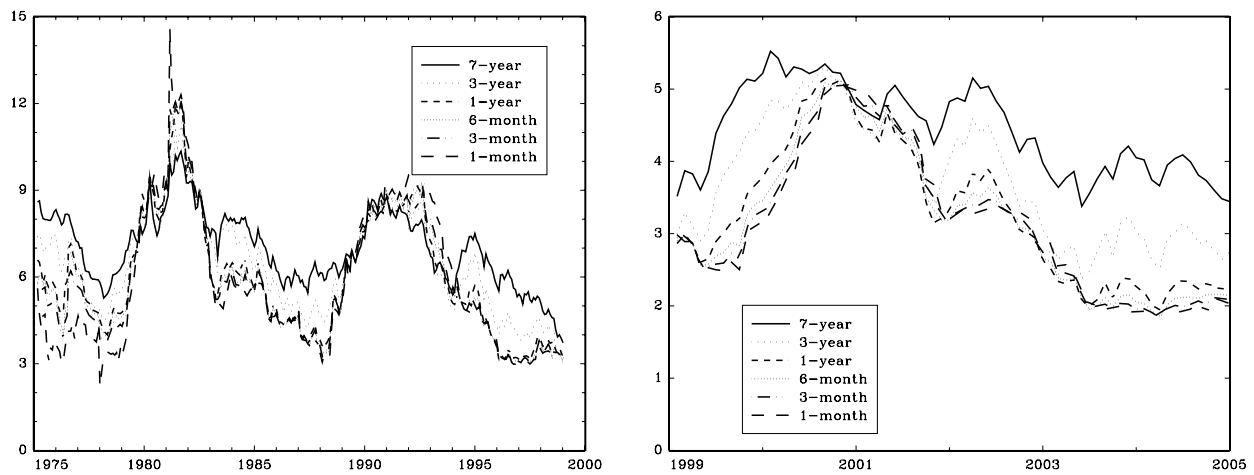 15
12
9
6
3
0
1975 1980 1985 1990 1995 2000
7-year
3-year
1-year
6-month
3-month
1-month
6
5
4
3
2
1
0
1999 2001 2003 2005
7-year
3-year
1-year
6-month
3-month
1-month